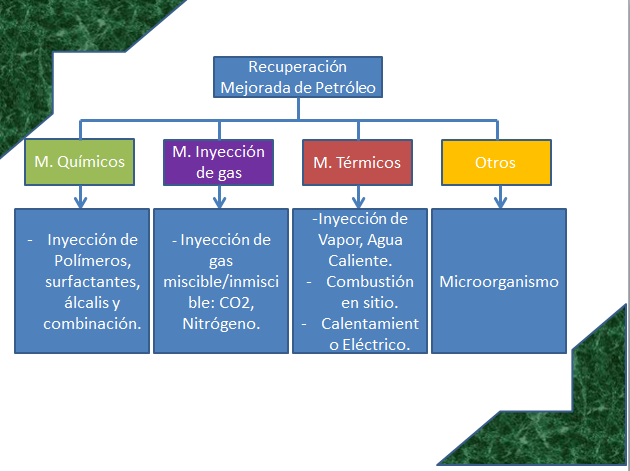 Recuperación
Mejorada de Petróleo
M. Químicos
M. Inyección
de gas
M. Térmicos
Otros
- Inyección de
Polímeros,
surfactantes,
álcalis y
combinación.
- Inyección de
gas
miscible/inmisci
ble: CO2,
Nitrógeno.
-Inyección de
Vapor, Agua
Caliente.
- Combustión
en sitio.
- Calentamient
o Eléctrico.
Microorganismo